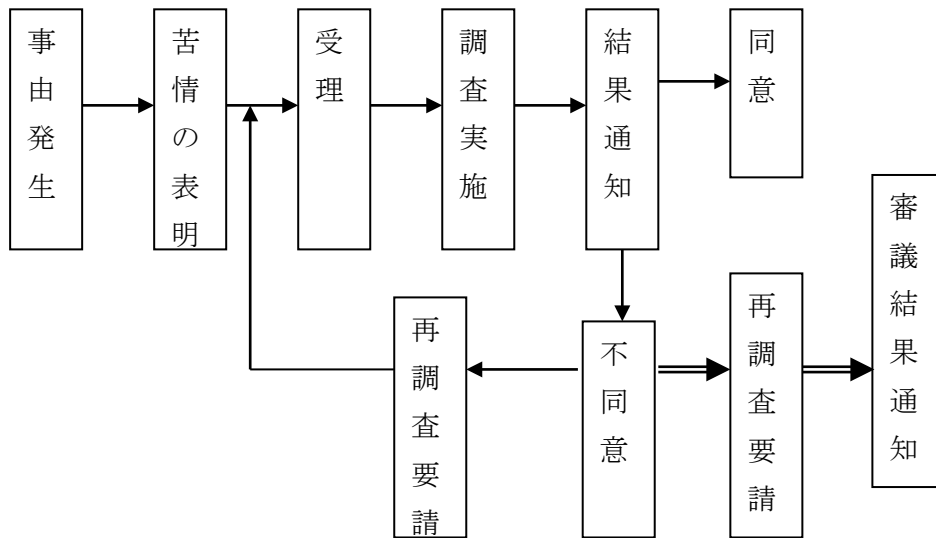 事由発生
苦情の表明
受理
調査実施
結果通知
同意
審議結果通知
再調査要請
不同意
再調査要請